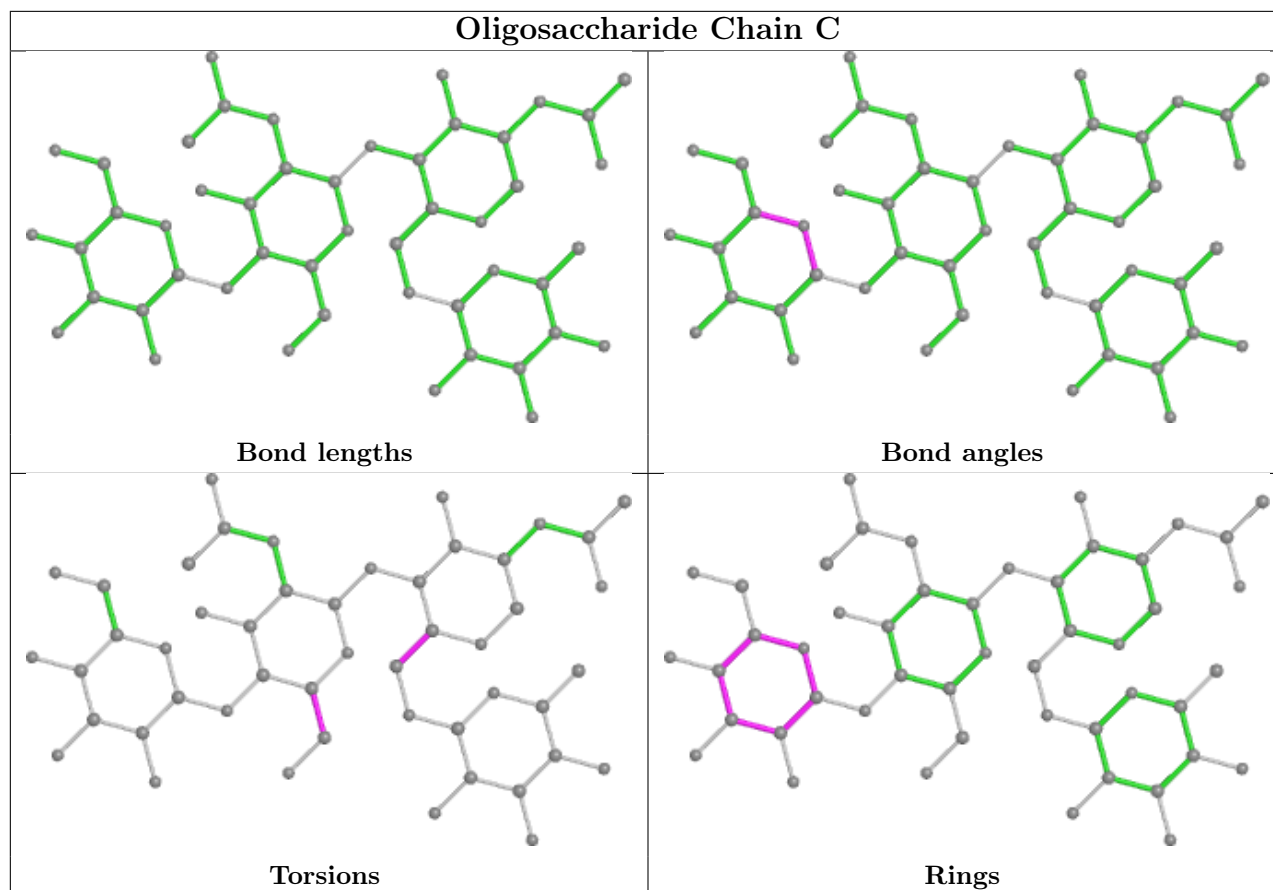 Oligosaccharide Chain C
Bond lengths
Bond angles
Torsions
Rings